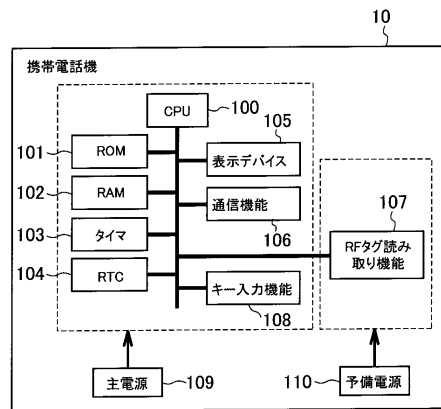 10
携帯電話機
CPU
100
101
ROM
105
表示デバイス
102
RAM
通信機能
106
103
タイマ
107
RFタグ読み
取り機能
104
RTC
キー入力機能
108
主電源
109
110
予備電源